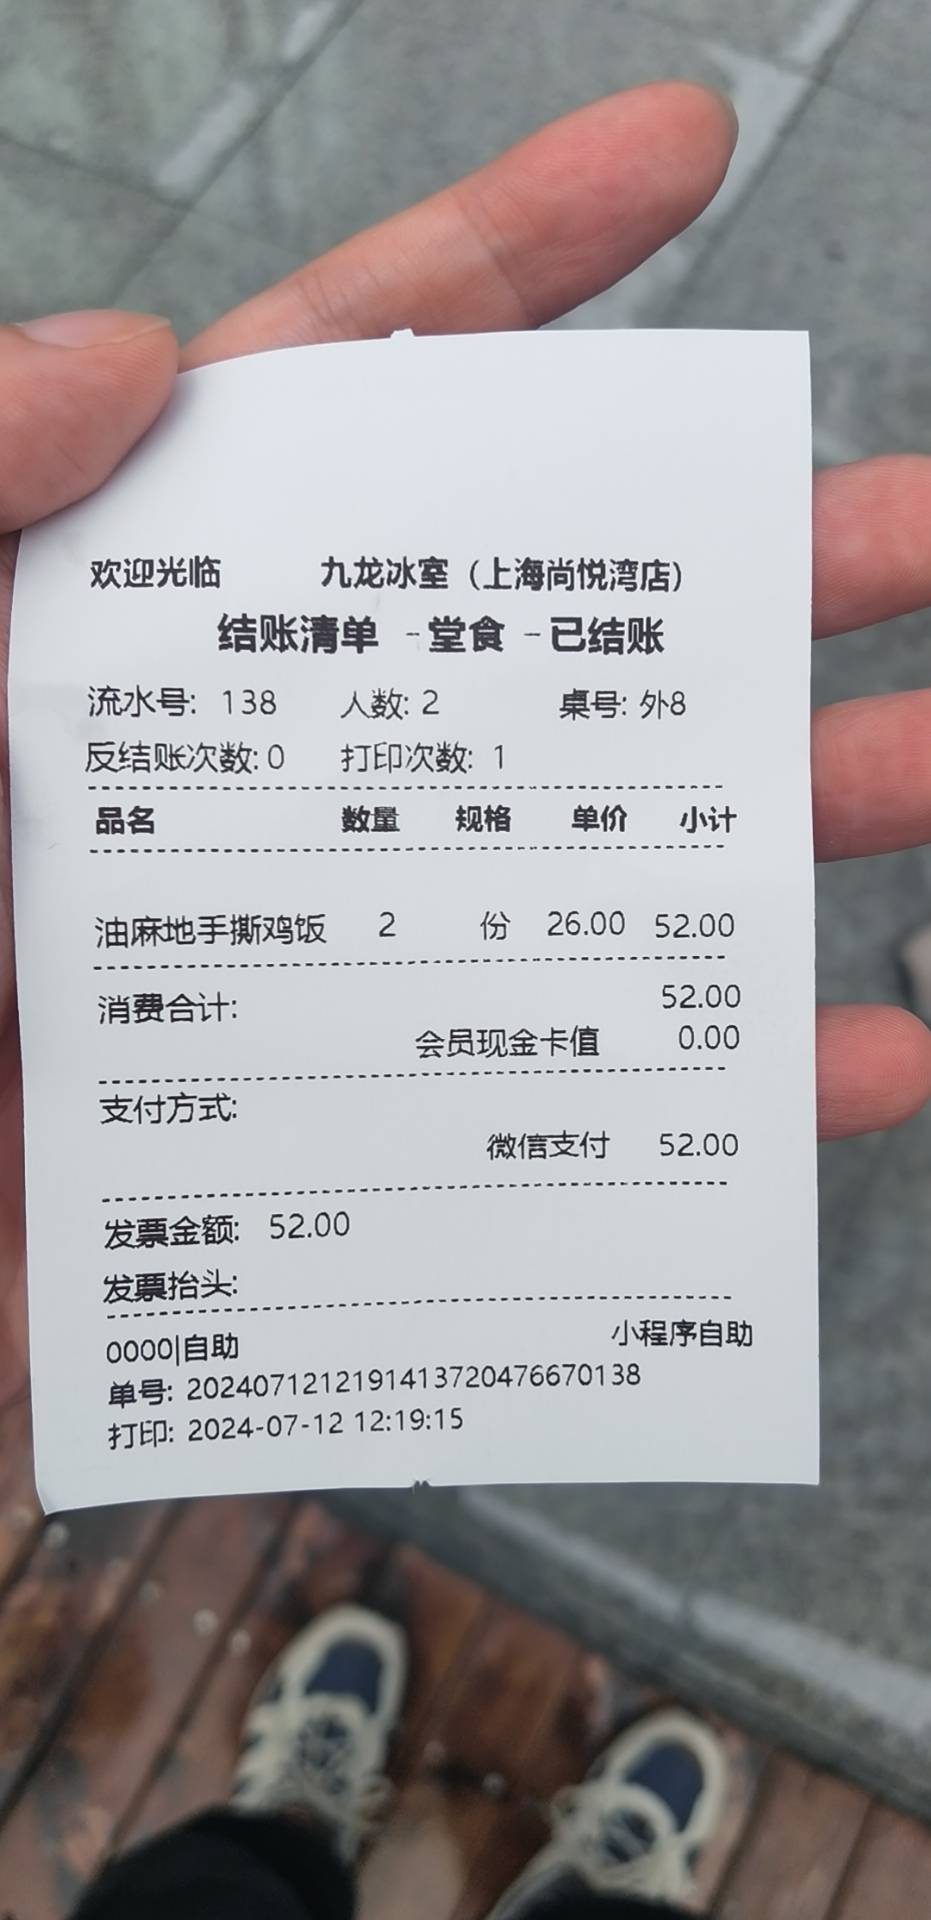 欢迎光临 九龙冰室（上海尚悦湾店）
结账清单 -堂食 -已结账
流水号: 138 人数: 2 桌号: 外8
反结账次数: 0 打印次数: 1
品名 数量 规格 单价 小计
油麻地手撕鸡饭 2 份 26.00 52.00
消费合计: 52.00
会员现金卡值 0.00
支付方式:
微信支付 52.00
发票金额: 52.00
发票抬头:
0000|自助 小程序自助
单号: 2024071212191413720476670138
打印: 2024-07-12 12:19:15